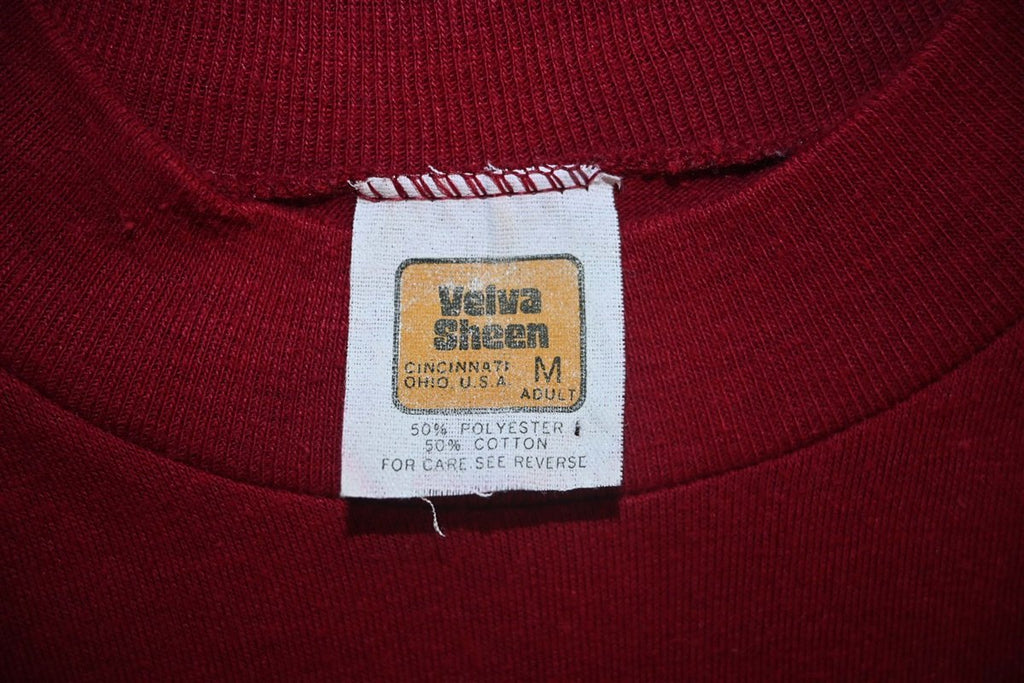 Velva
Sheen
CINCINNATI
OHIO, U.S.A.
M
ADULT
50% POLYESTER
50% COTTON
FOR CARE SEE REVERSE